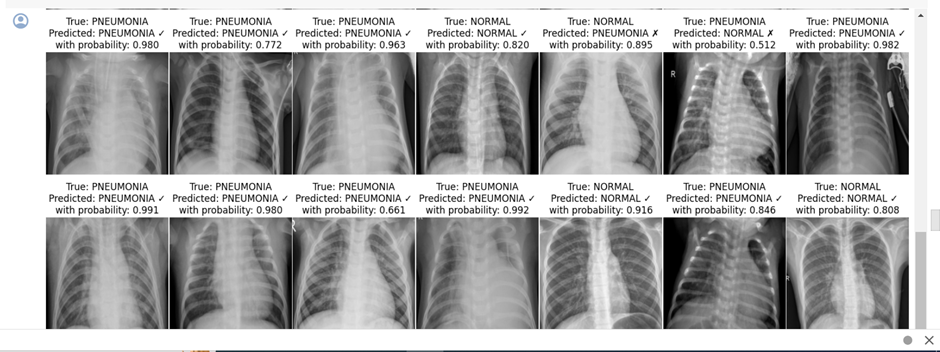 True: PNEUMONIA
Predicted: PNEUMONIA ✓
with probability: 0.980
True: PNEUMONIA
Predicted: PNEUMONIA ✓
with probability: 0.772
True: PNEUMONIA
Predicted: PNEUMONIA ✓
with probability: 0.963
True: NORMAL
Predicted: NORMAL ✓
with probability: 0.820
True: NORMAL
Predicted: PNEUMONIA ✗
with probability: 0.895
True: PNEUMONIA
Predicted: NORMAL ✗
with probability: 0.512
True: PNEUMONIA
Predicted: PNEUMONIA ✓
with probability: 0.982
R
True: PNEUMONIA
Predicted: PNEUMONIA ✓
with probability: 0.991
True: PNEUMONIA
Predicted: PNEUMONIA ✓
with probability: 0.980
True: PNEUMONIA
Predicted: PNEUMONIA ✓
with probability: 0.661
True: PNEUMONIA
Predicted: PNEUMONIA ✓
with probability: 0.992
True: NORMAL
Predicted: NORMAL ✓
with probability: 0.916
True: PNEUMONIA
Predicted: PNEUMONIA ✓
with probability: 0.846
True: NORMAL
Predicted: NORMAL ✓
with probability: 0.808
R